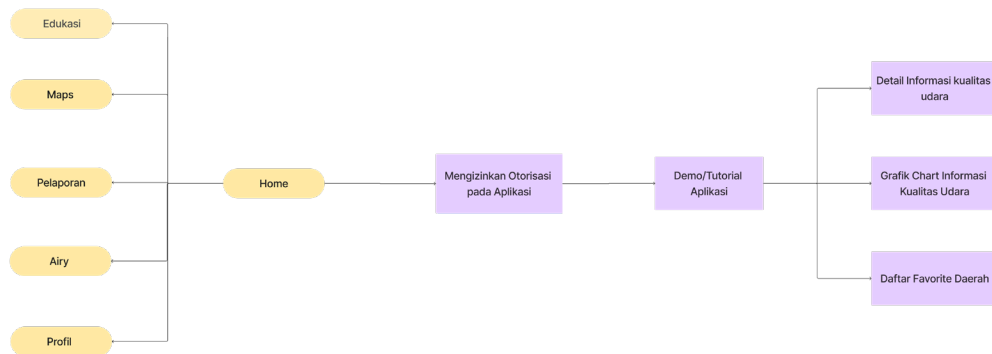 Edukasi
Maps
Pelaporan
Airy
Profil
Home
Mengizinkan Otorisasi
pada Aplikasi
Demo/Tutorial
Aplikasi
Detail Informasi kualitas
udara
Grafik Chart Informasi
Kualitas Udara
Daftar Favorite Daerah